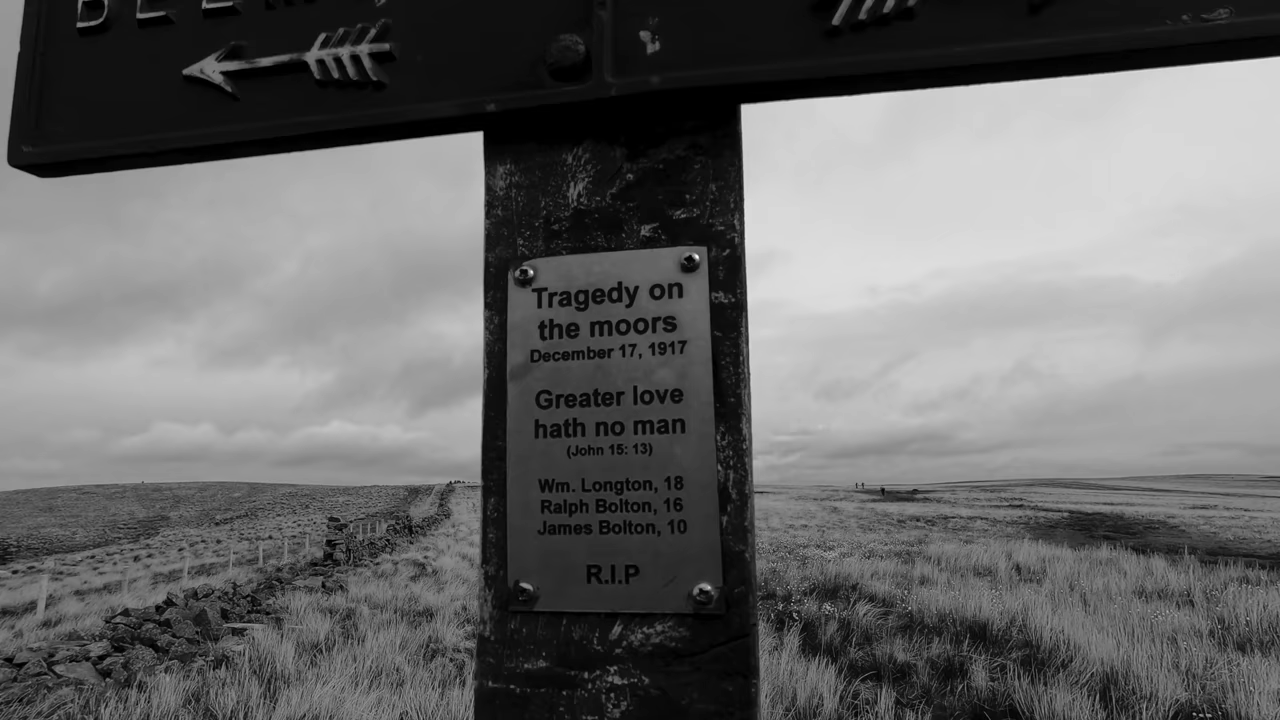 Tragedy on
the moors
December 17, 1917
Greater love
hath no man
(John 15: 13)
Wm. Longton, 18
Ralph Bolton, 16
James Bolton, 10
R.I.P